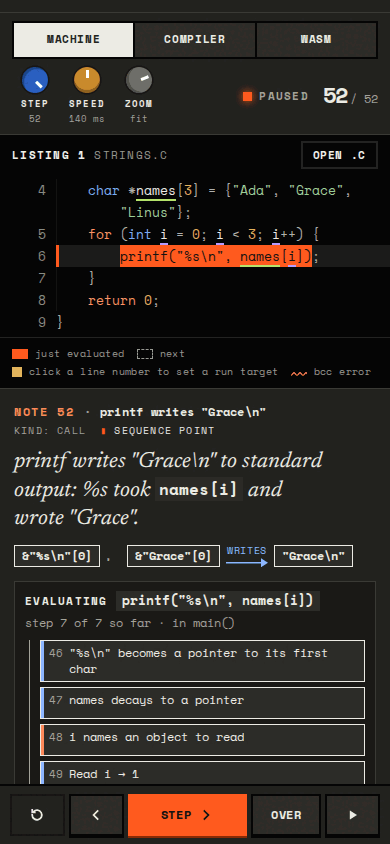 MACHINE COMPILER WASM
STEP SPEED ZOOM
52 140 ms fit
PAUSED 52 / 52
LISTING 1 STRINGS.C OPEN .C
4 char *names[3] = {"Ada", "Grace",
"Linus"};
5 for (int i = 0; i < 3; i++) {
6 printf("%s\n", names[i]);
7 }
8 return 0;
9 }
just evaluated next
click a line number to set a run target bcc error
NOTE 52 · printf writes "Grace\n"
KIND: CALL SEQUENCE POINT
printf writes "Grace\n" to standard
output: %s took names[i] and
wrote "Grace".
&"%s\n"[0] , &"Grace"[0] WRITES "Grace\n"
EVALUATING printf("%s\n", names[i])
step 7 of 7 so far · in main()
46 "%s\n" becomes a pointer to its first
char
47 names decays to a pointer
48 i names an object to read
49 Read i → 1
STEP OVER